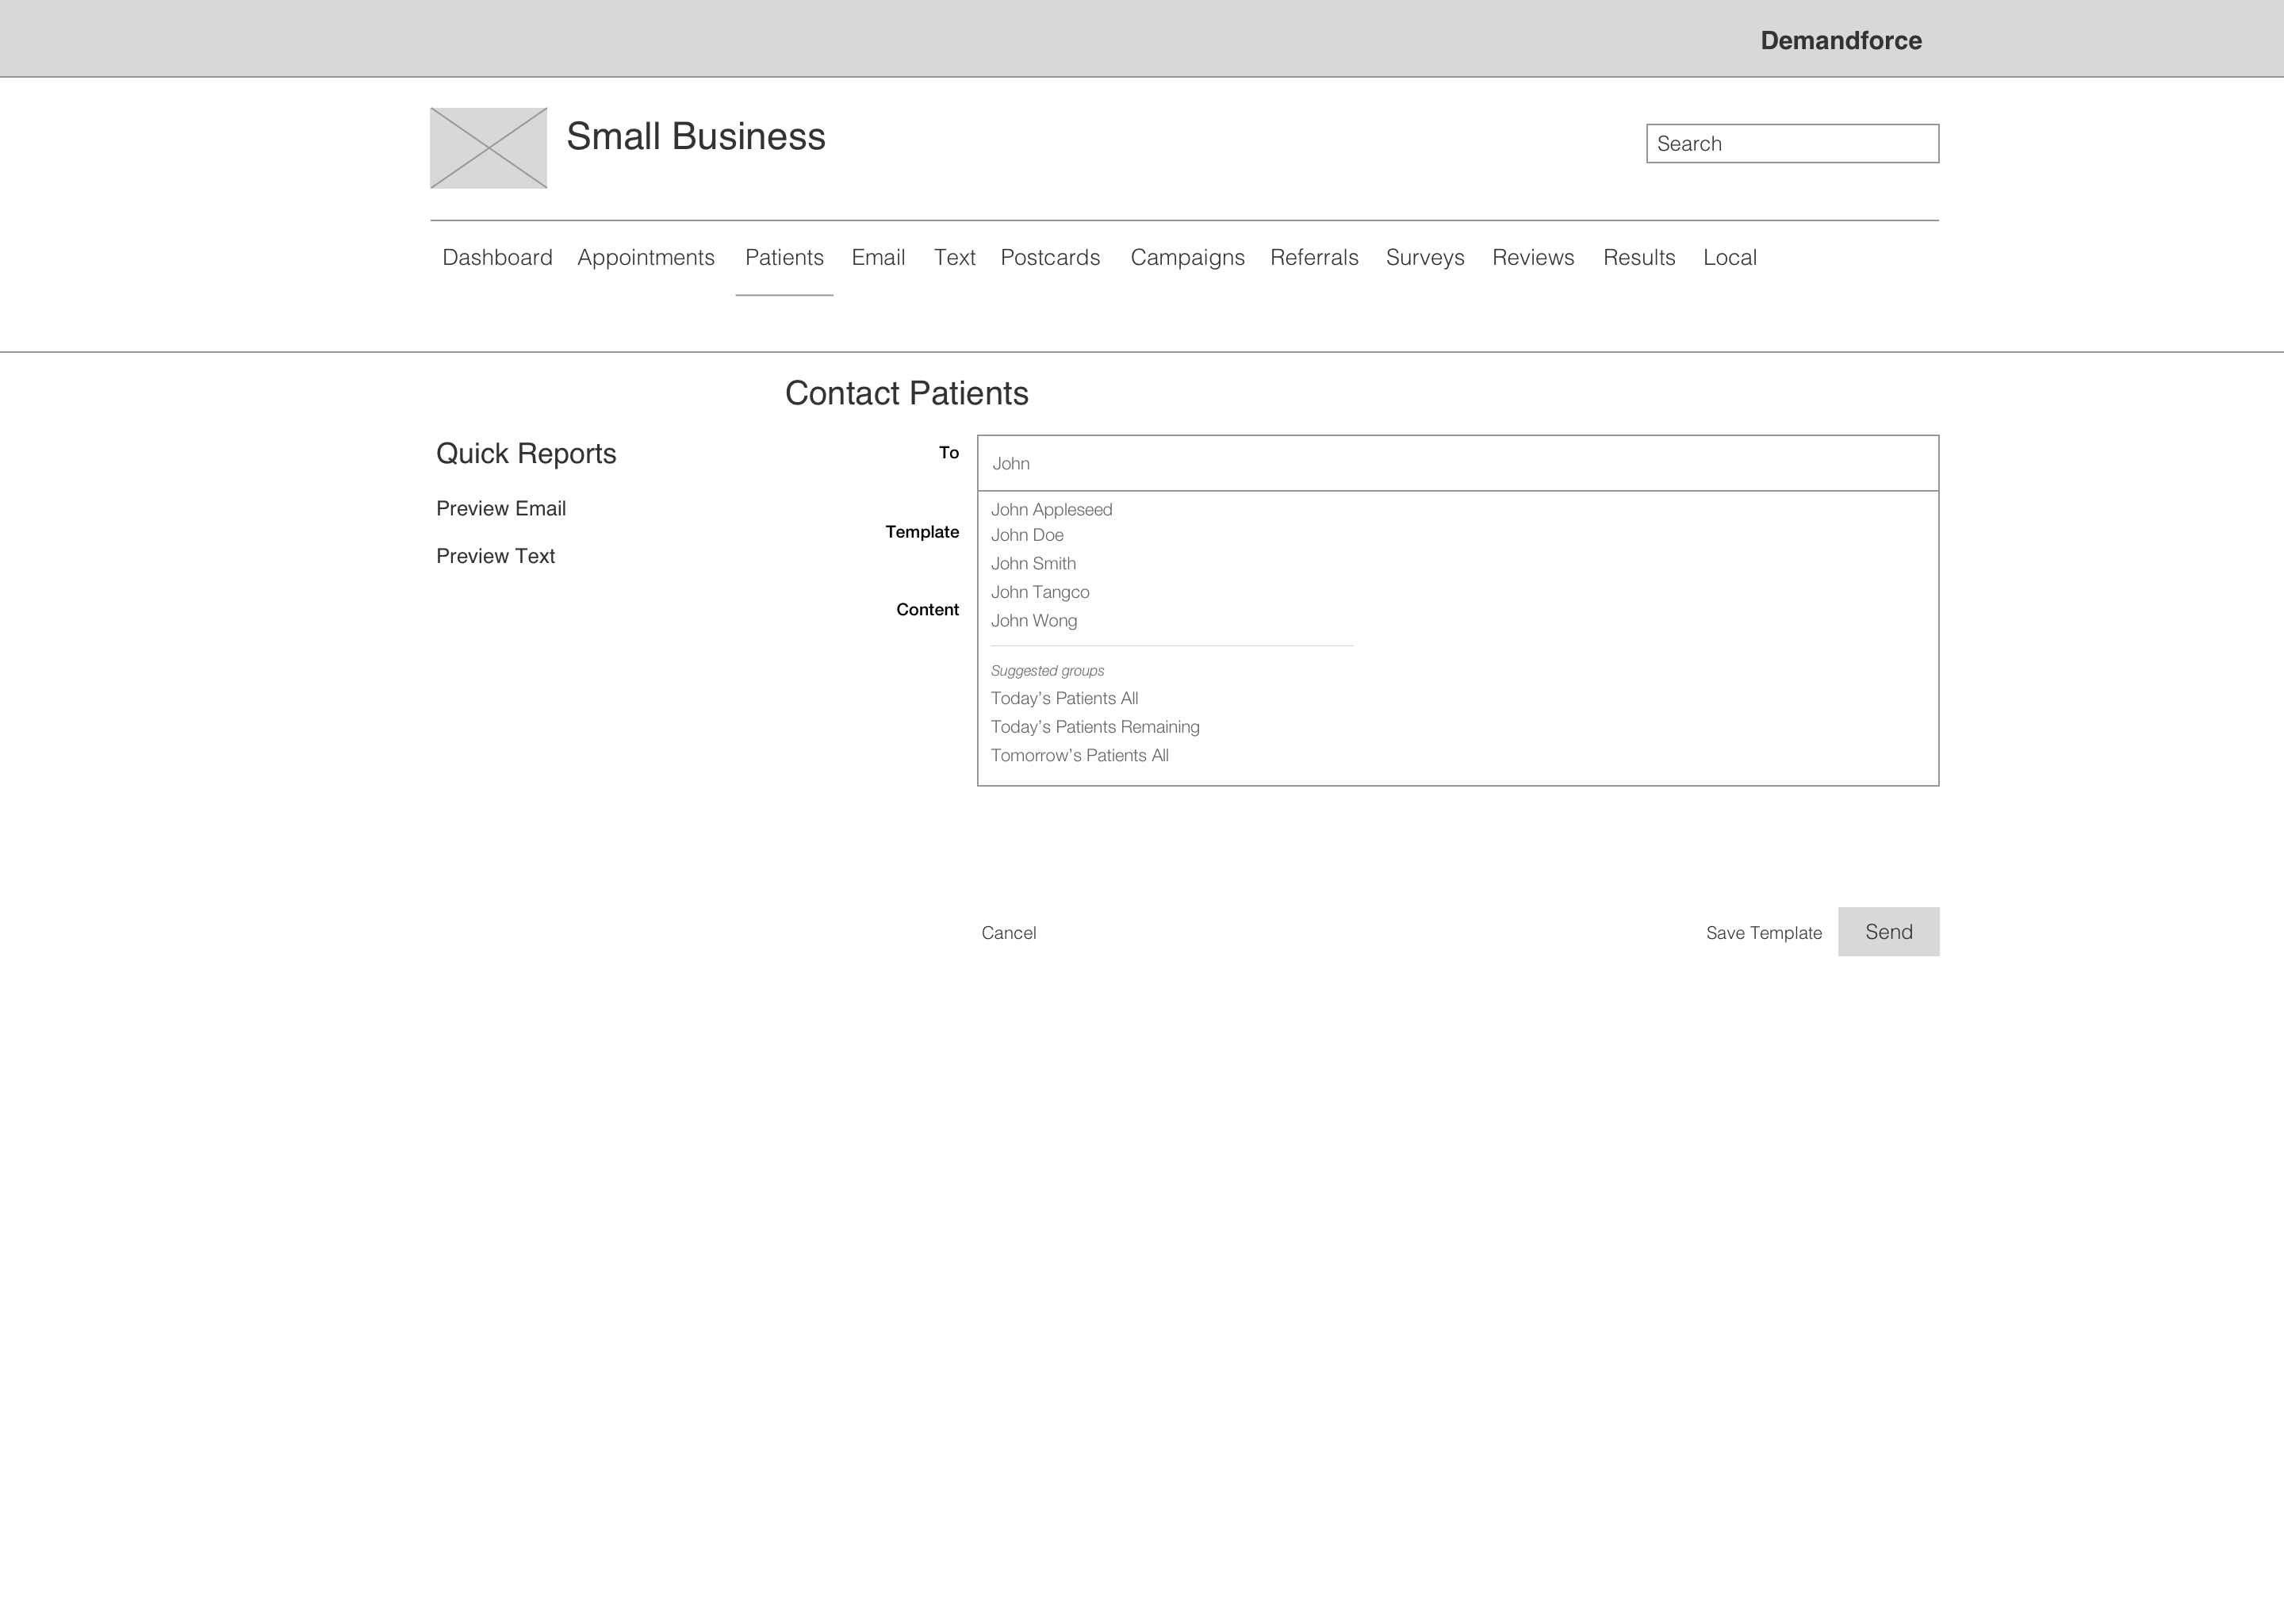 Demandforce
Small Business
Search
Dashboard Appointments Patients Email Text Postcards Campaigns Referrals Surveys Reviews Results Local
Contact Patients
Quick Reports
Preview Email
Preview Text
To
John
Template
Content
John Appleseed
John Doe
John Smith
John Tangco
John Wong
Suggested groups
Today’s Patients All
Today’s Patients Remaining
Tomorrow’s Patients All
Cancel
Save Template
Send